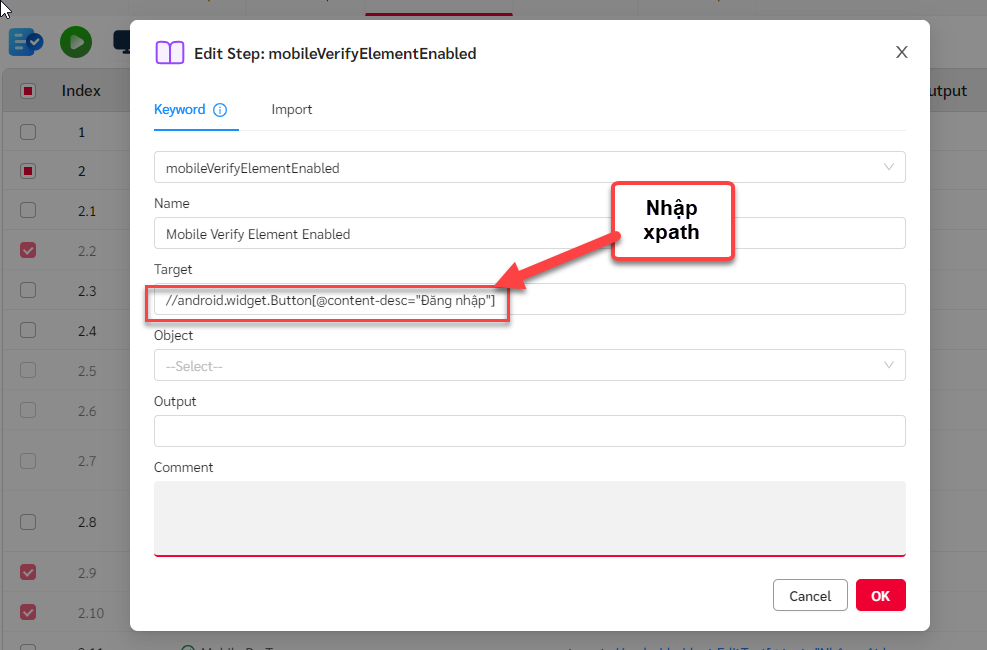 Edit Step: mobileVerifyElementEnabled
X
Index
utput
Keyword
Import
1
mobileVerifyElementEnabled
2
Name
Nhập
xpath
2.1
Mobile Verify Element Enabled
2.2
Target
2.3
//android.widget.Button[@content-desc="Đăng nhập"]
2.4
Object
2.5
--Select--
Output
2.6
2.7
Comment
2.8
2.9
Cancel
OK
2.10